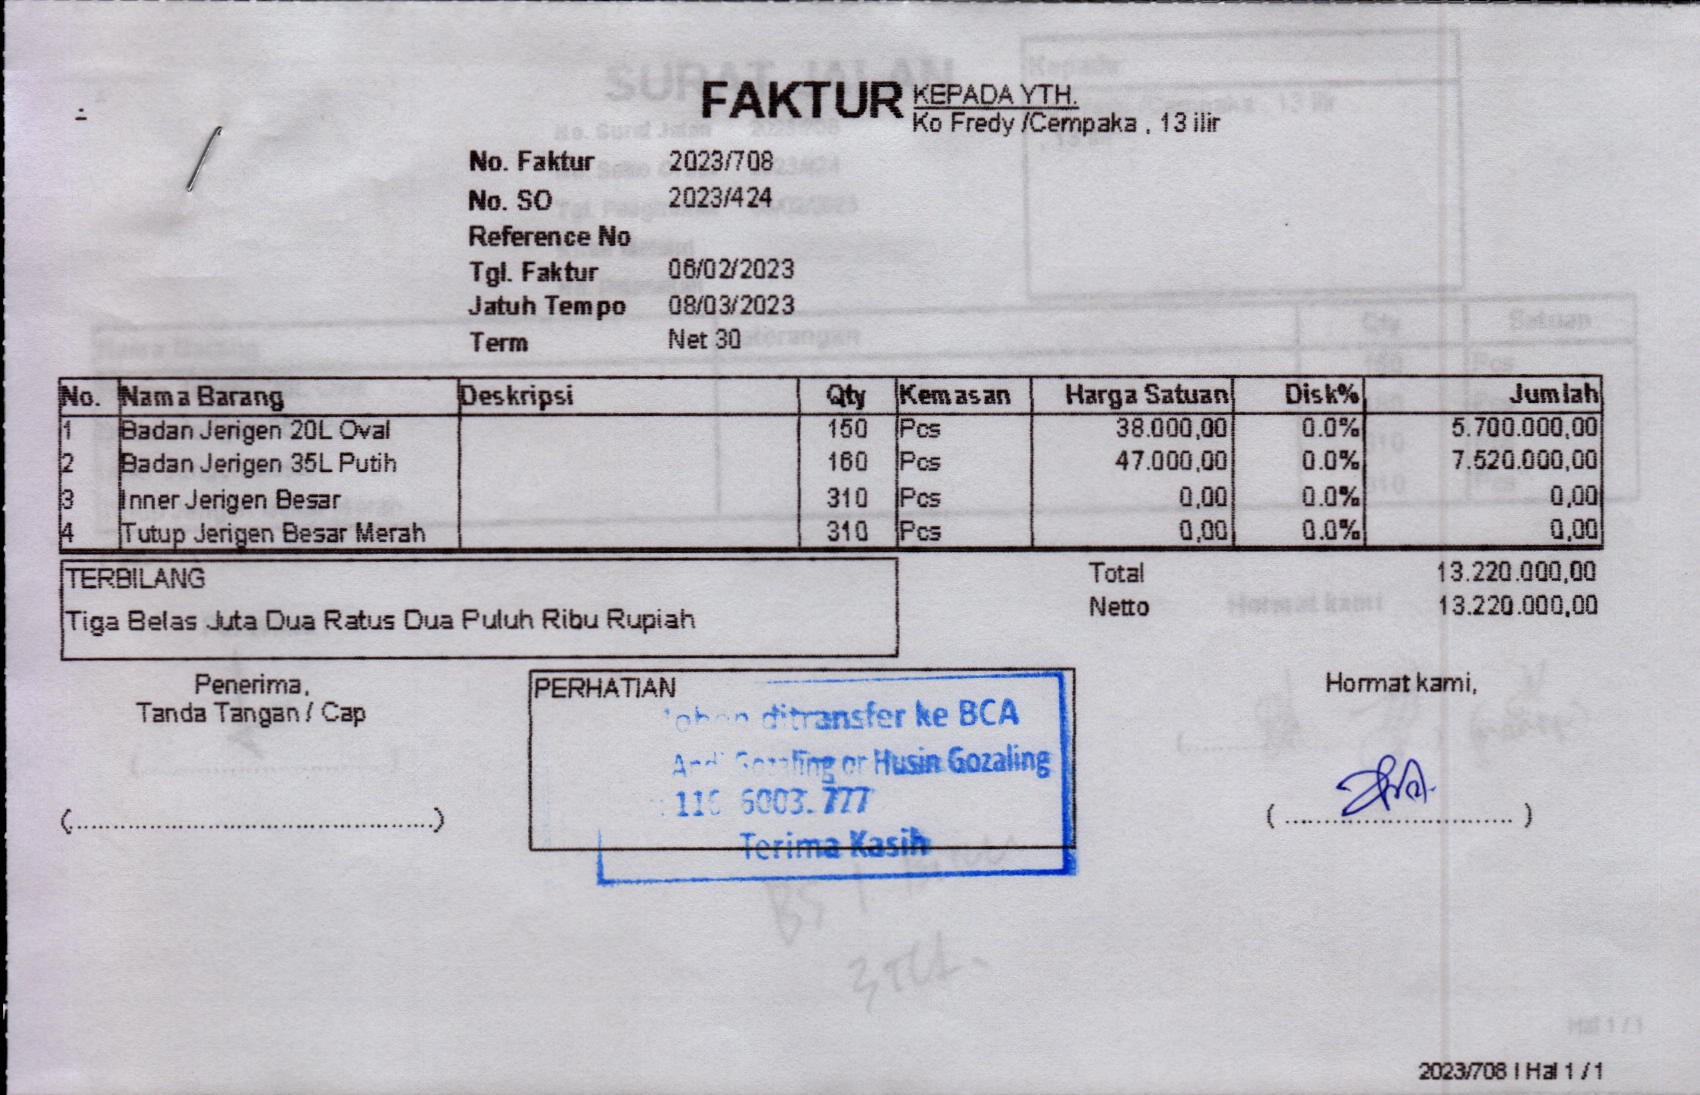 FAKTUR
KEPADA YTH.
Ko Fredy /Cempaka , 13 ilir
No. Faktur 2023/708
No. SO 2023/424
Reference No
Tgl. Faktur 06/02/2023
Jatuh Tempo 08/03/2023
Term Net 30
No. Nama Barang Deskripsi Qty Kemasan Harga Satuan Disk% Jumlah
1 Badan Jerigen 20L Oval 150 Pcs 38.000,00 0.0% 5.700.000,00
2 Badan Jerigen 35L Putih 160 Pcs 47.000,00 0.0% 7.520.000,00
3 Inner Jerigen Besar 310 Pcs 0,00 0.0% 0,00
4 Tutup Jerigen Besar Merah 310 Pcs 0,00 0.0% 0,00
TERBILANG
Tiga Belas Juta Dua Ratus Dua Puluh Ribu Rupiah
Total 13.220.000,00
Netto 13.220.000,00
Penerima,
Tanda Tangan / Cap
(..................................................)
PERHATIAN
ditransfer ke BCA
Gozaling or Husin Gozaling
6003. 777
Terima Kasih
Hormat kami,
(................................)
2023/708 | Hal 1 / 1